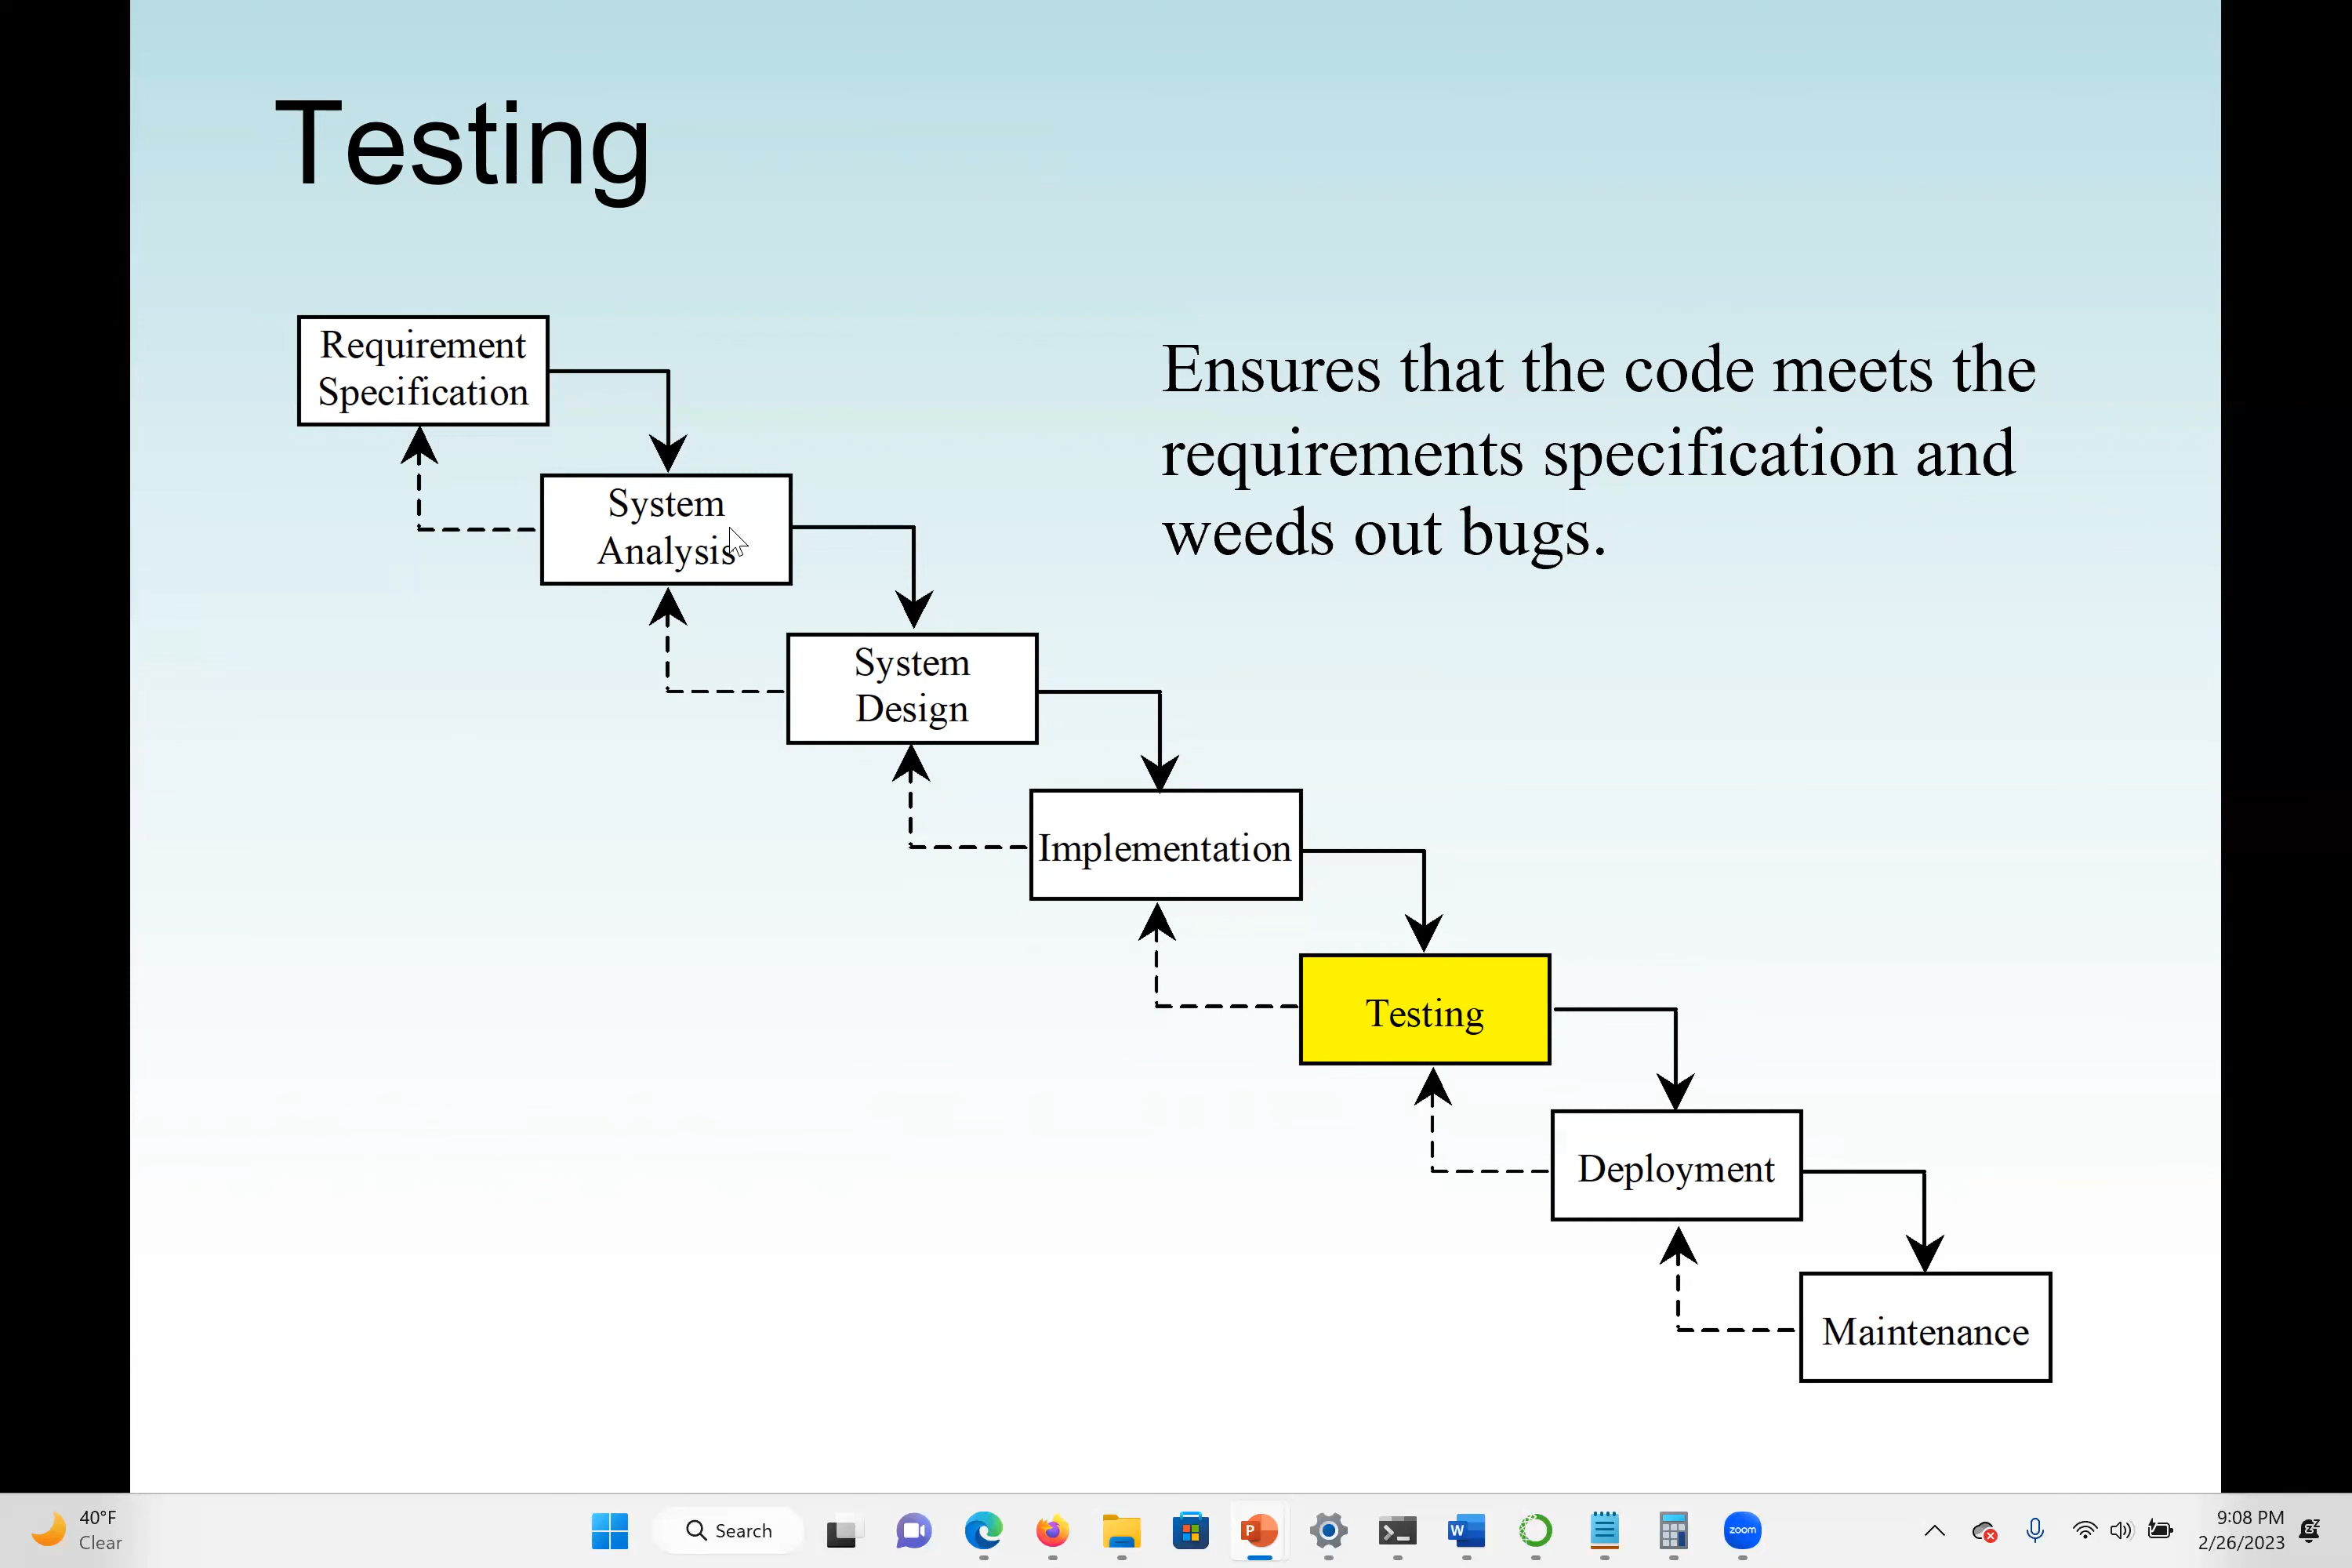 Testing
Requirement
Specification
Ensures that the code meets the
requirements specification and
weeds out bugs.
System
Analysis
System
Design
Implementation
Testing
Deployment
Maintenance
40°F
Clear
Search
P
W
zoom
9:08 PM
2/26/2023